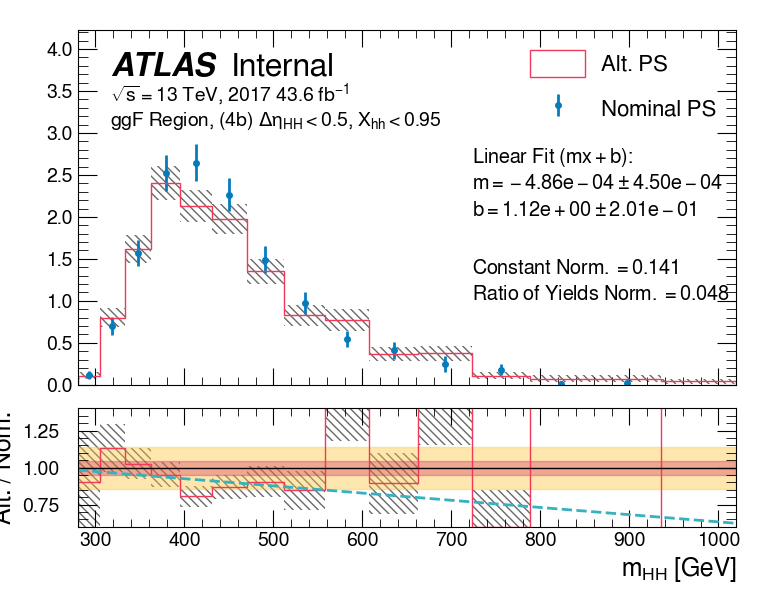 ATLAS Internal
√s = 13 TeV, 2017 43.6 fb⁻¹
ggF Region, (4b) Δη_HH < 0.5, X_hh < 0.95
Alt. PS
Nominal PS
Linear Fit (mx + b):
m = − 4.86e − 04 ± 4.50e − 04
b = 1.12e + 00 ± 2.01e − 01
Constant Norm. = 0.141
Ratio of Yields Norm. = 0.048
4.0
3.5
3.0
2.5
2.0
1.5
1.0
0.5
0.0
Alt. / Nom.
1.25
1.00
0.75
300 400 500 600 700 800 900 1000
m_HH [GeV]